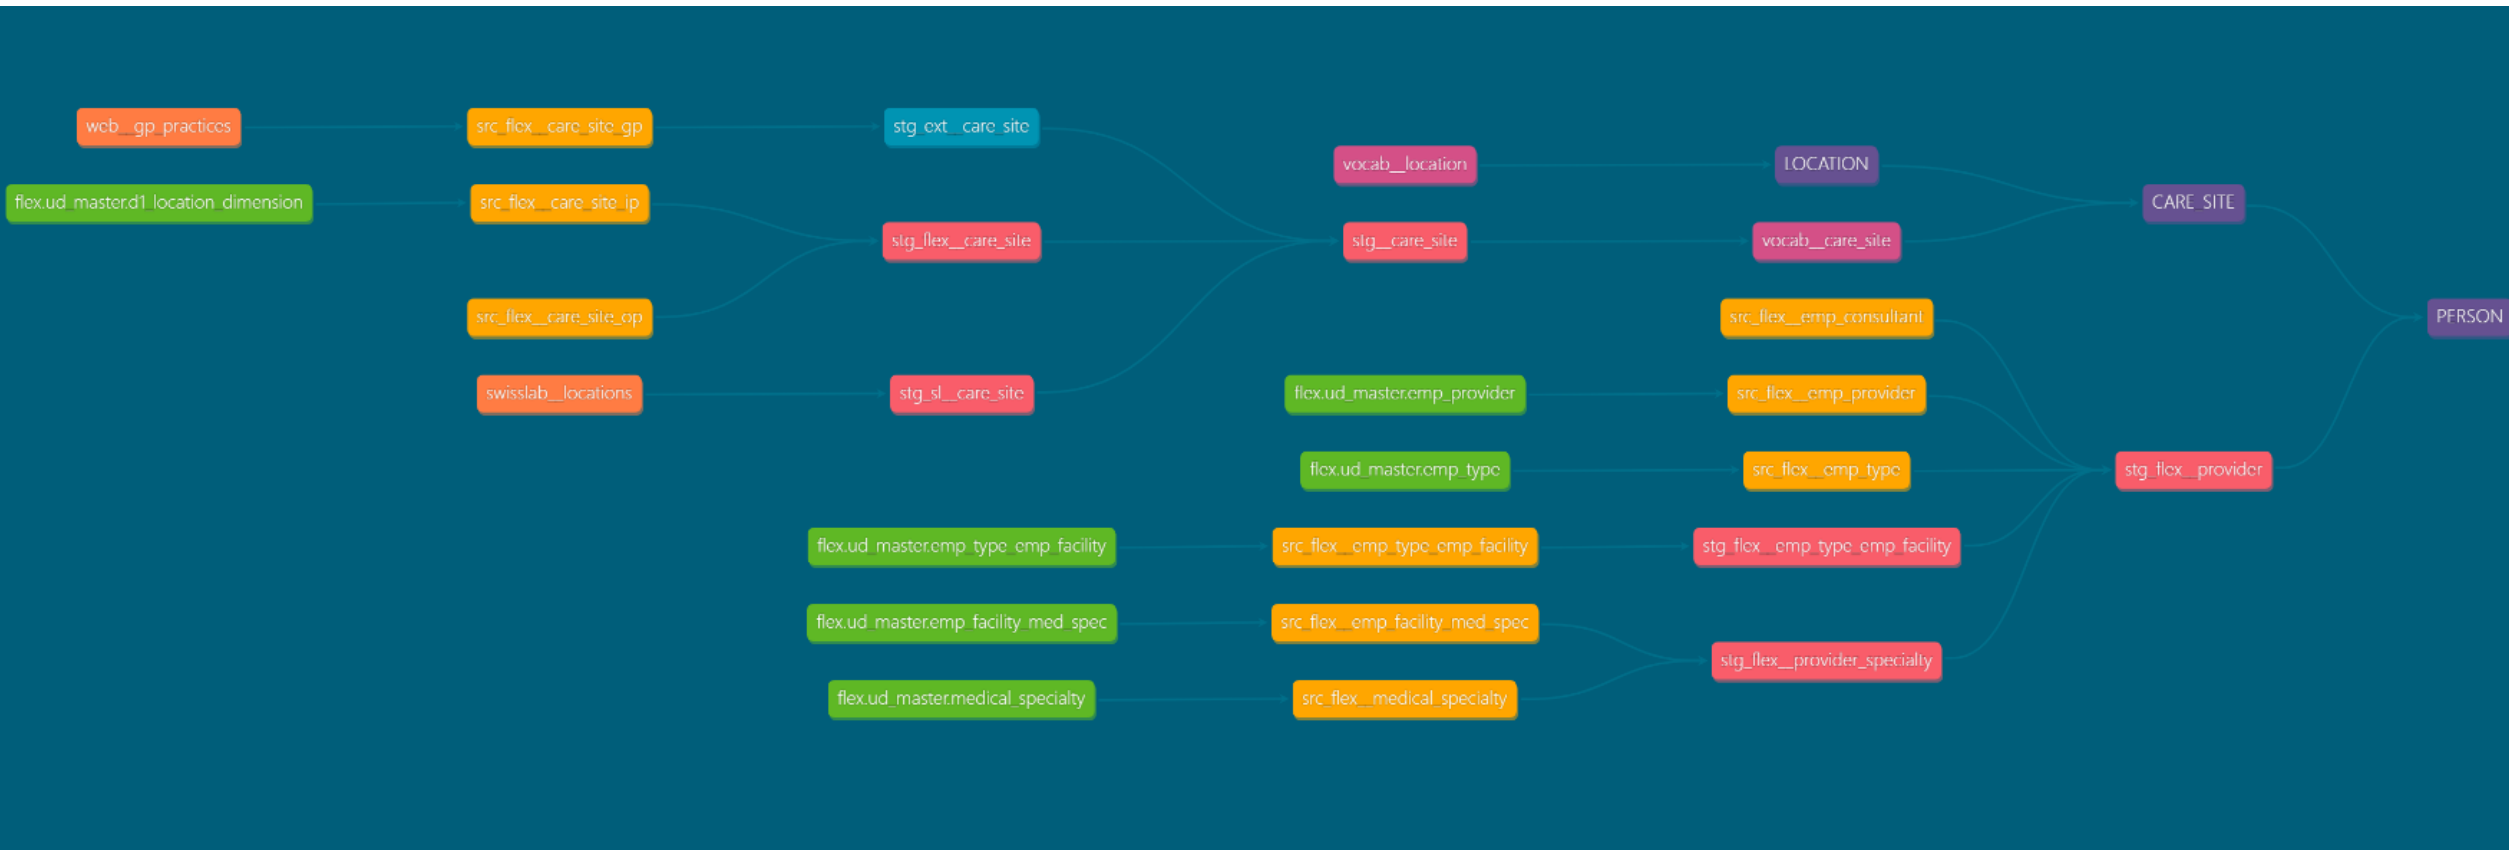 web__gp_practices
src_flex__care_site_gp
stg_ext__care_site
vocab__location
LOCATION
flex.ud_master.d1_location_dimension
src_flex__care_site_ip
CARE_SITE
stg_flex__care_site
stg__care_site
vocab__care_site
src_flex__care_site_op
src_flex__emp_consultant
PERSON
swisslab__locations
stg_sl__care_site
flex.ud_master.emp_provider
src_flex__emp_provider
flex.ud_master.emp_type
src_flex__emp_type
stg_flex__provider
flex.ud_master.emp_type_emp_facility
src_flex__emp_type_emp_facility
stg_flex__emp_type_emp_facility
flex.ud_master.emp_facility_med_spec
src_flex__emp_facility_med_spec
stg_flex__provider_specialty
flex.ud_master.medical_specialty
src_flex__medical_specialty